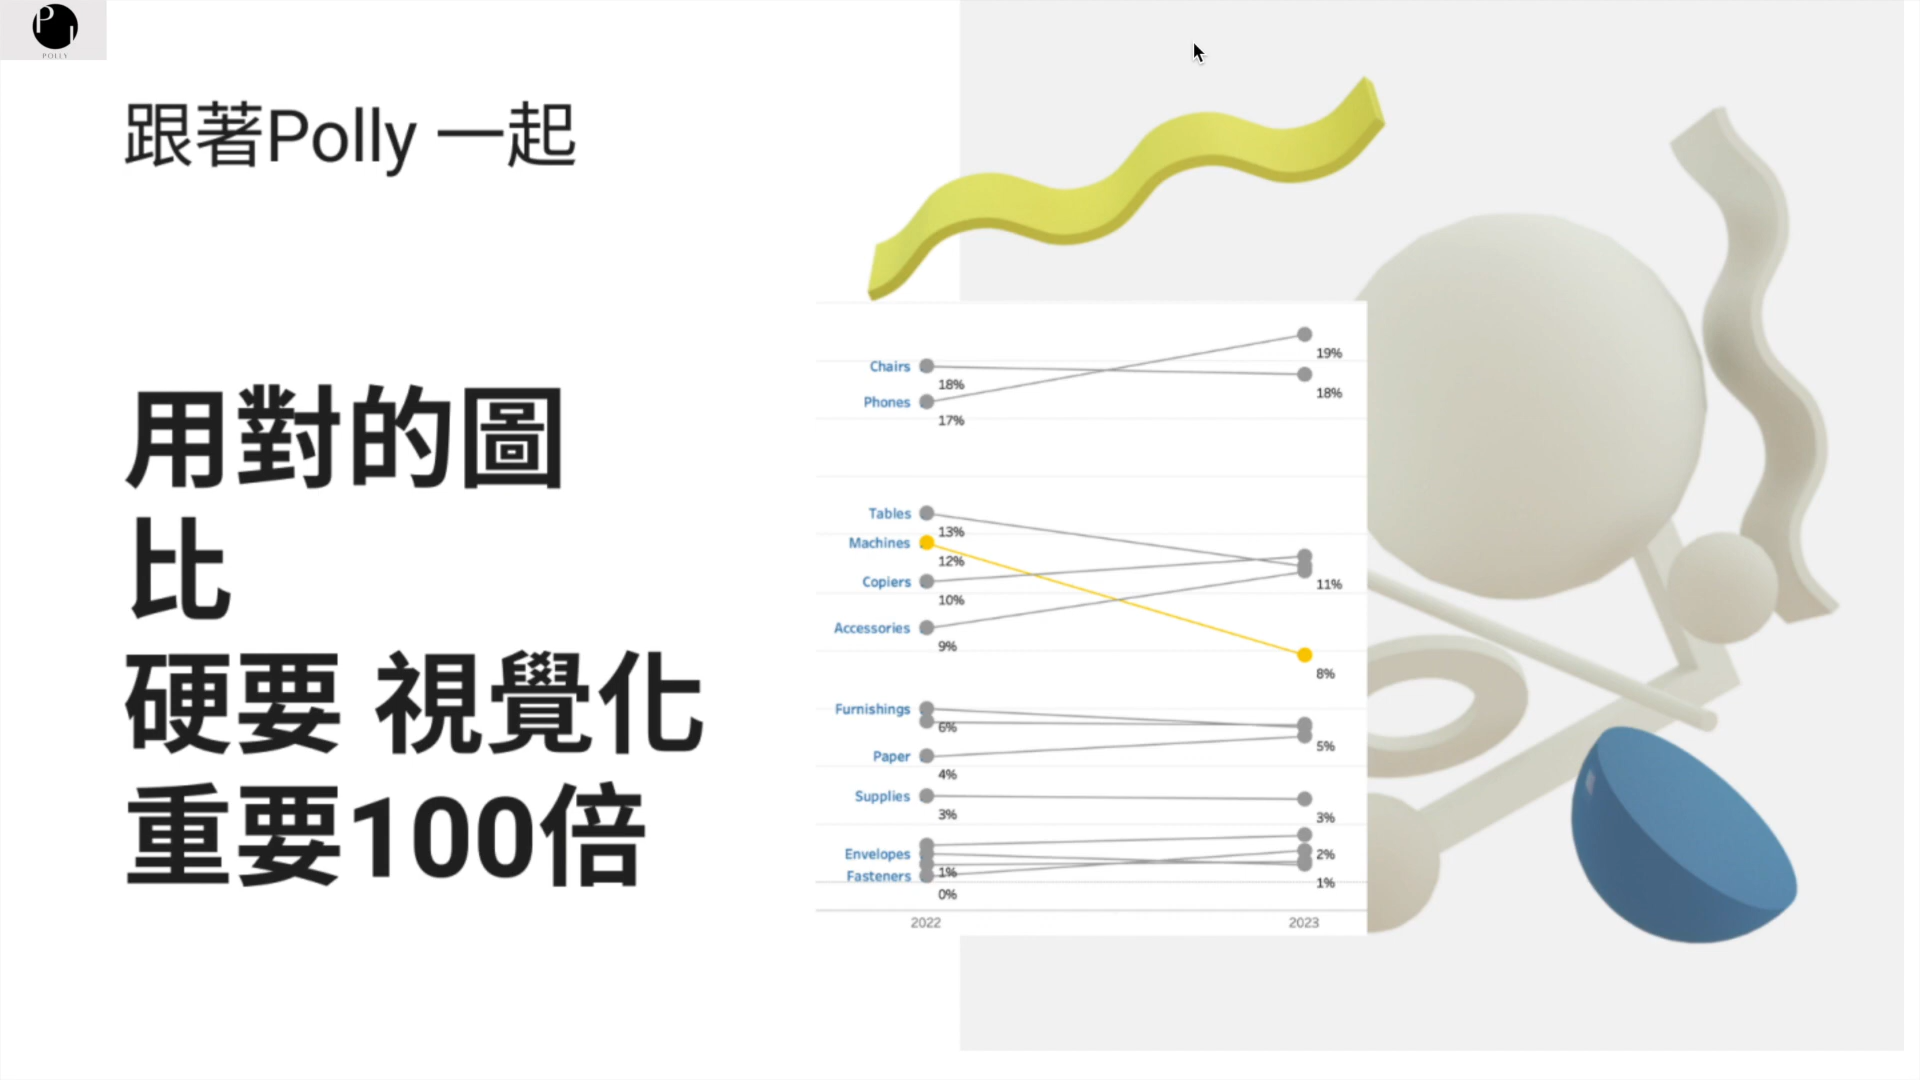 P
POLLY
跟著Polly 一起
用對的圖
比
硬要 視覺化
重要100倍
Chairs
18%
Phones
17%
19%
18%
Tables
13%
Machines
12%
Copiers
10%
Accessories
9%
11%
8%
Furnishings
6%
Paper
4%
5%
Supplies
3%
3%
Envelopes
1%
Fasteners
0%
2%
1%
2022
2023